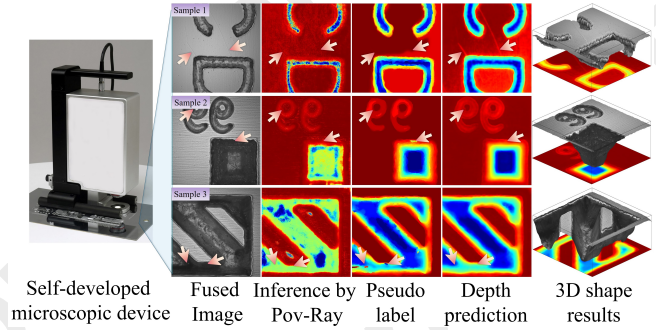 Sample 1
Sample 2
99
Sample 3
Self-developed
microscopic device
Fused
Image
Inference by
Pov-Ray
Pseudo
label
Depth
prediction
3D shape
results